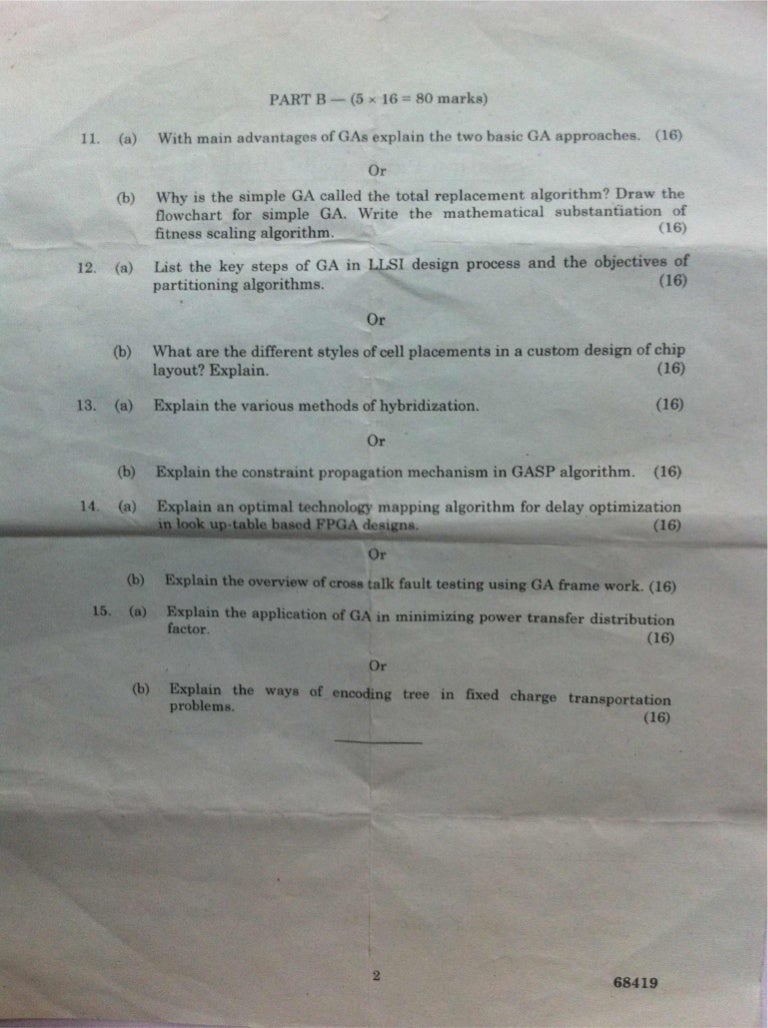 PART B — (5 × 16 = 80 marks)
11. (a) With main advantages of GAs explain the two basic GA approaches. (16)
Or
(b) Why is the simple GA called the total replacement algorithm? Draw the
flowchart for simple GA. Write the mathematical substantiation of
fitness scaling algorithm. (16)
12. (a) List the key steps of GA in LLSI design process and the objectives of
partitioning algorithms. (16)
Or
(b) What are the different styles of cell placements in a custom design of chip
layout? Explain. (16)
13. (a) Explain the various methods of hybridization. (16)
Or
(b) Explain the constraint propagation mechanism in GASP algorithm. (16)
14. (a) Explain an optimal technology mapping algorithm for delay optimization
in look up-table based FPGA designs. (16)
Or
(b) Explain the overview of cross talk fault testing using GA frame work. (16)
15. (a) Explain the application of GA in minimizing power transfer distribution
factor. (16)
Or
(b) Explain the ways of encoding tree in fixed charge transportation
problems. (16)
2
68419